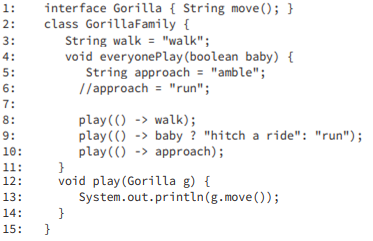 1: interface Gorilla { String move(); }
2: class GorillaFamily {
3: String walk = "walk";
4: void everyonePlay(boolean baby) {
5: String approach = "amble";
6: //approach = "run";
7:
8: play(() -> walk);
9: play(() -> baby ? "hitch a ride": "run");
10: play(() -> approach);
11: }
12: void play(Gorilla g) {
13: System.out.println(g.move());
14: }
15: }